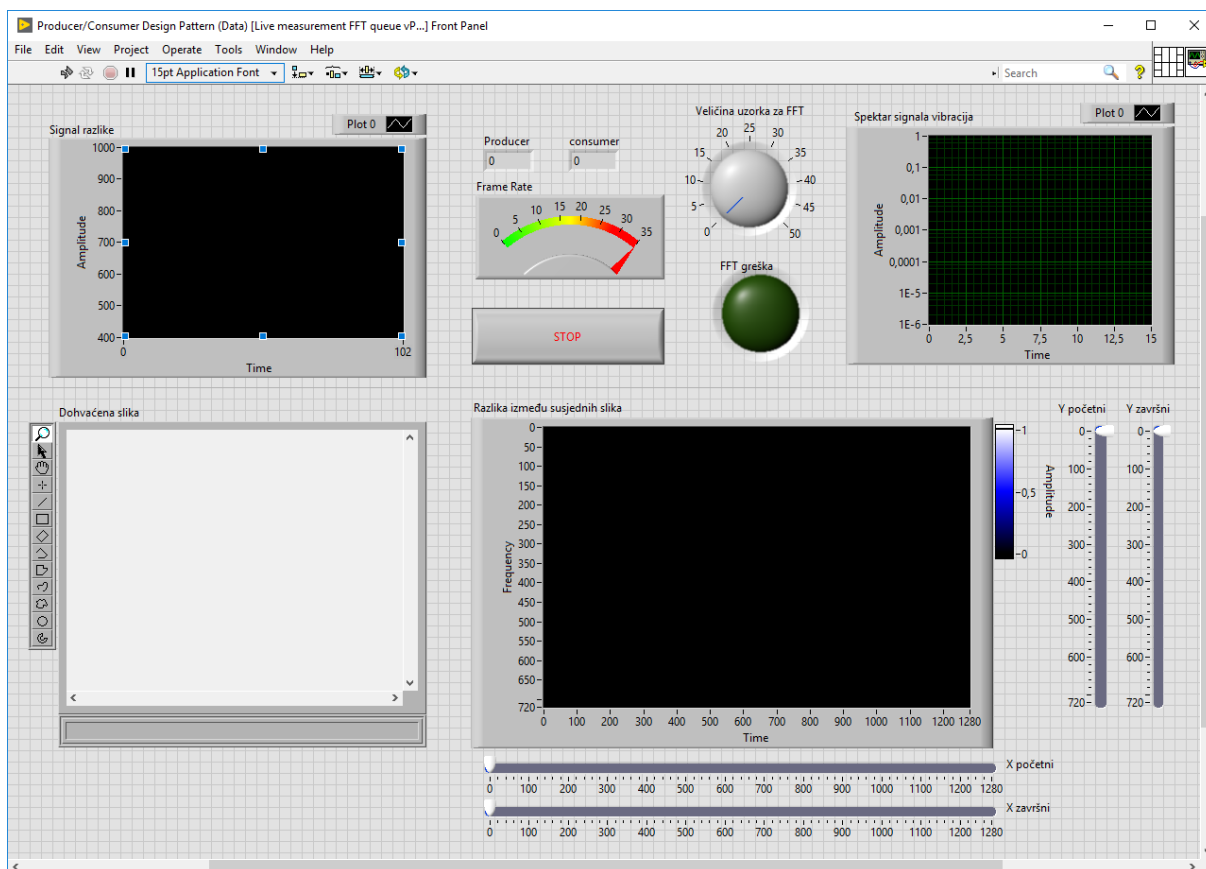 Producer/Consumer Design Pattern (Data) [Live measurement FFT queue vP...] Front Panel
File Edit View Project Operate Tools Window Help
15pt Application Font
Search
Signal razlike
Plot 0
1000
900
800
700
600
500
400
Amplitude
0 102
Time
Producer consumer
0 0
Frame Rate
0 5 10 15 20 25 30 35
STOP
Veličina uzorka za FFT
0 5 10 15 20 25 30 35 40 45 50
FFT greška
Spektar signala vibracija
Plot 0
1
0,1
0,01
0,001
0,0001
1E-5
1E-6
Amplitude
0 2,5 5 7,5 10 12,5 15
Time
Dohvaćena slika
Razlika između susjednih slika
0
50
100
150
200
250
300
350
400
450
500
550
600
650
720
Frequency
0 100 200 300 400 500 600 700 800 900 1000 1100 1200 1280
Time
1
0,5
0
Amplitude
Y početni Y završni
0 0
100 100
200 200
300 300
400 400
500 500
600 600
720 720
X početni
0 100 200 300 400 500 600 700 800 900 1000 1100 1200 1280
X završni
0 100 200 300 400 500 600 700 800 900 1000 1100 1200 1280